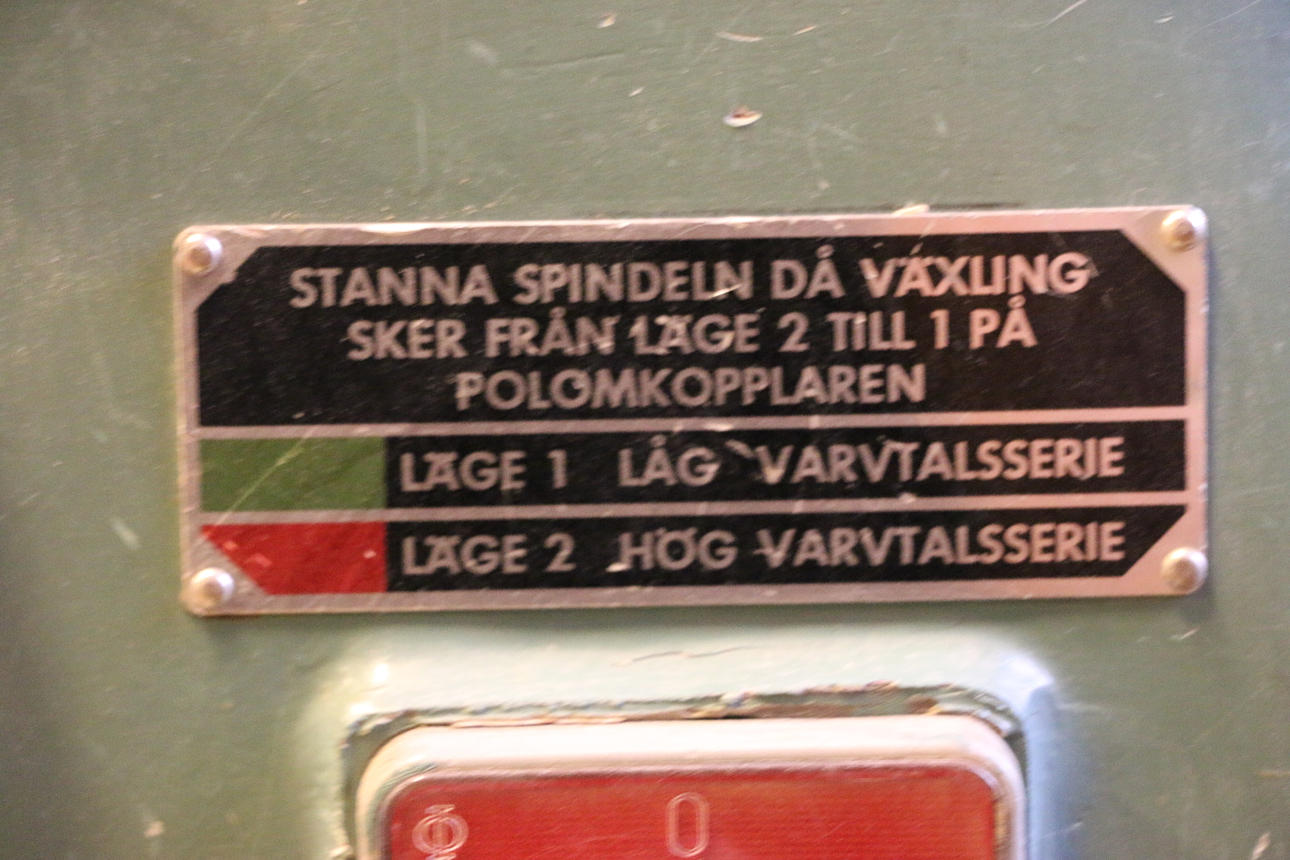 STANNA SPINDELN DÅ VÄXLING
SKER FRÅN LÄGE 2 TILL 1 PÅ
POLOMKOPPLAREN
LÄGE 1 LÅG VARVTALSSERIE
LÄGE 2 HÖG VARVTALSSERIE
0